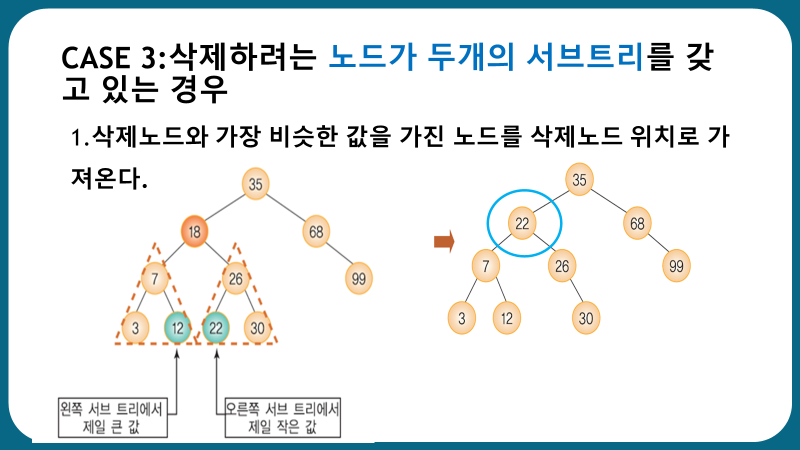 CASE 3:삭제하려는 노드가 두개의 서브트리를 갖
고 있는 경우
1.삭제노드와 가장 비슷한 값을 가진 노드를 삭제노드 위치로 가
져온다.
35
18
68
7
26
99
3
12
22
30
왼쪽 서브 트리에서
제일 큰 값
오른쪽 서브 트리에서
제일 작은 값
35
22
68
7
26
99
3
12
30